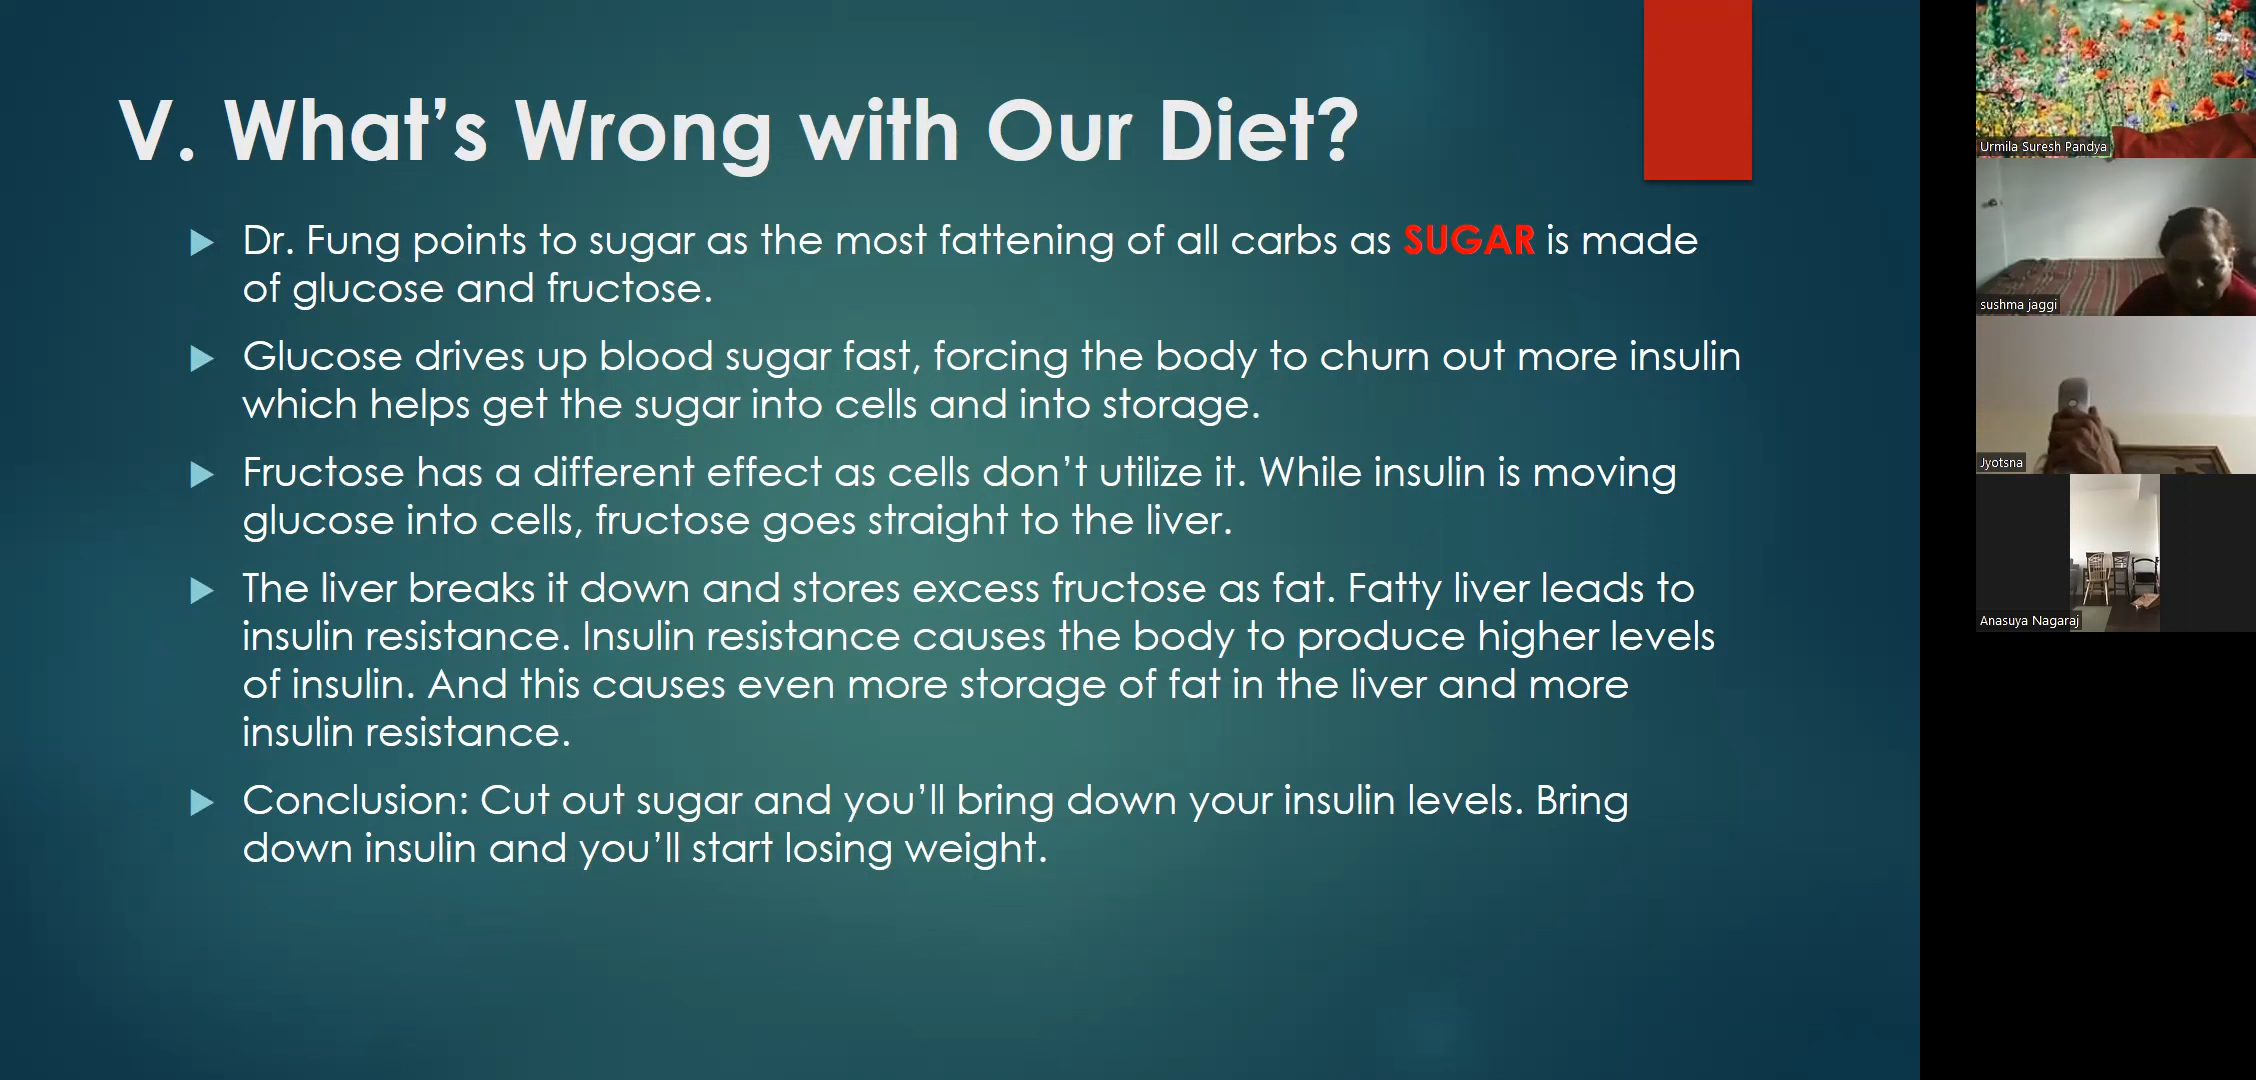 V. What’s Wrong with Our Diet?
Dr. Fung points to sugar as the most fattening of all carbs as SUGAR is made
of glucose and fructose.
Glucose drives up blood sugar fast, forcing the body to churn out more insulin
which helps get the sugar into cells and into storage.
Fructose has a different effect as cells don’t utilize it. While insulin is moving
glucose into cells, fructose goes straight to the liver.
The liver breaks it down and stores excess fructose as fat. Fatty liver leads to
insulin resistance. Insulin resistance causes the body to produce higher levels
of insulin. And this causes even more storage of fat in the liver and more
insulin resistance.
Conclusion: Cut out sugar and you’ll bring down your insulin levels. Bring
down insulin and you’ll start losing weight.
Urmila Suresh Pandya
sushma jaggi
Jyotsna
Anasuya Nagaraj